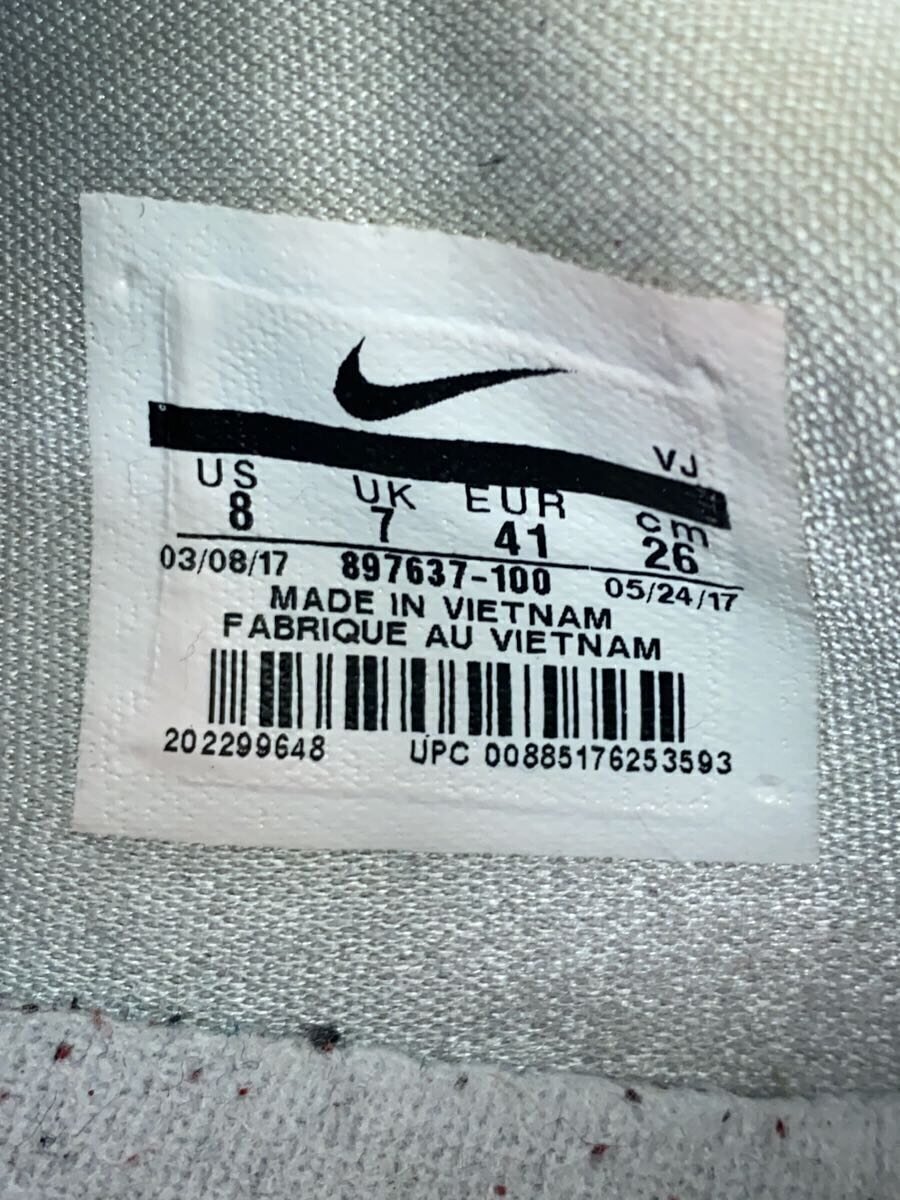 VJ
US UK EUR cm
8 7 41 26
03/08/17 897637-100 05/24/17
MADE IN VIETNAM
FABRIQUE AU VIETNAM
202299648 UPC 00885176253593